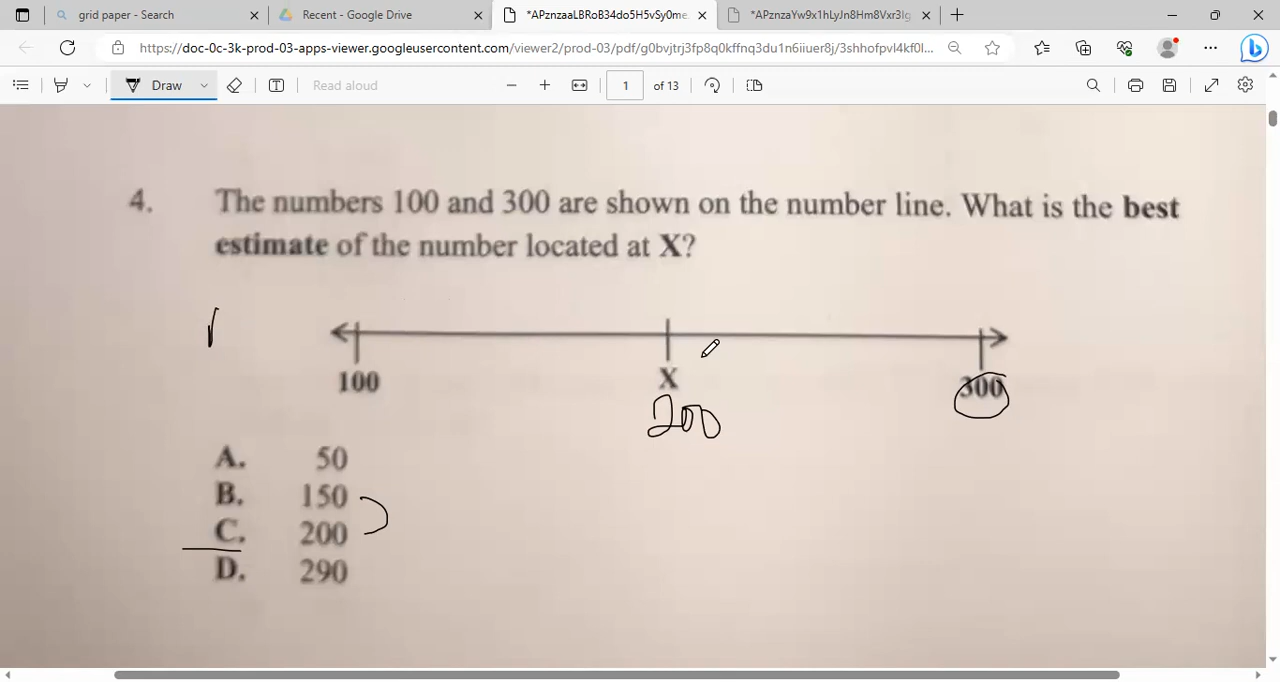 grid paper - Search
Recent - Google Drive
*APznzaaLBRoB34do5H5vSy0me
*APznzaYw9x1hLyJn8Hm8Vxr3lg
https://doc-0c-3k-prod-03-apps-viewer.googleusercontent.com/viewer2/prod-03/pdf/g0bvjtrj3fp8q0kffnq3du1n6iiuer8j/3shhofpvl4kf0l...
Draw
Read aloud
1 of 13
4. The numbers 100 and 300 are shown on the number line. What is the best
estimate of the number located at X?
100 X 300
200
A. 50
B. 150
C. 200
D. 290